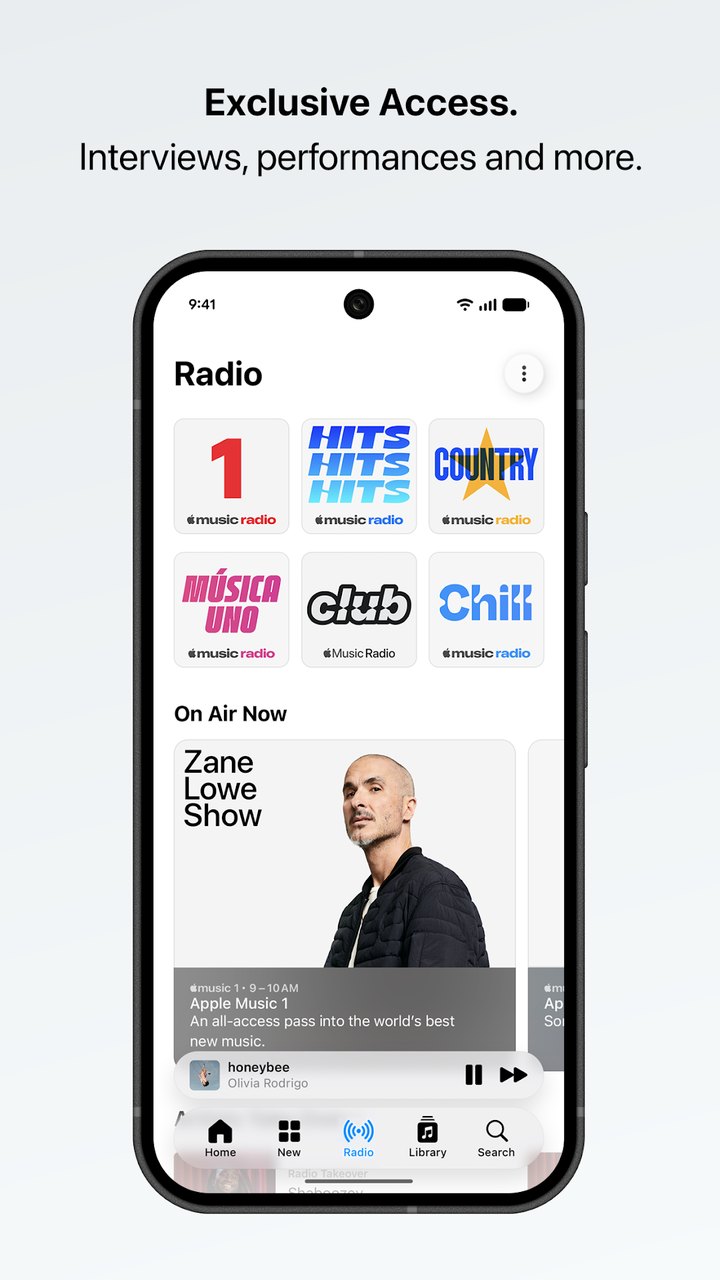 Exclusive Access.
Interviews, performances and more.
9:41
Radio
1
music radio
HITS
HITS
HITS
music radio
COUNTRY
music radio
MÚSICA
UNO
music radio
club
Music Radio
Chill
music radio
On Air Now
Zane
Lowe
Show
music 1 • 9 – 10 AM
Apple Music 1
An all-access pass into the world's best
new music.
honeybee
Olivia Rodrigo
Home
New
Radio
Library
Search
Radio Takeover
Shaboozey